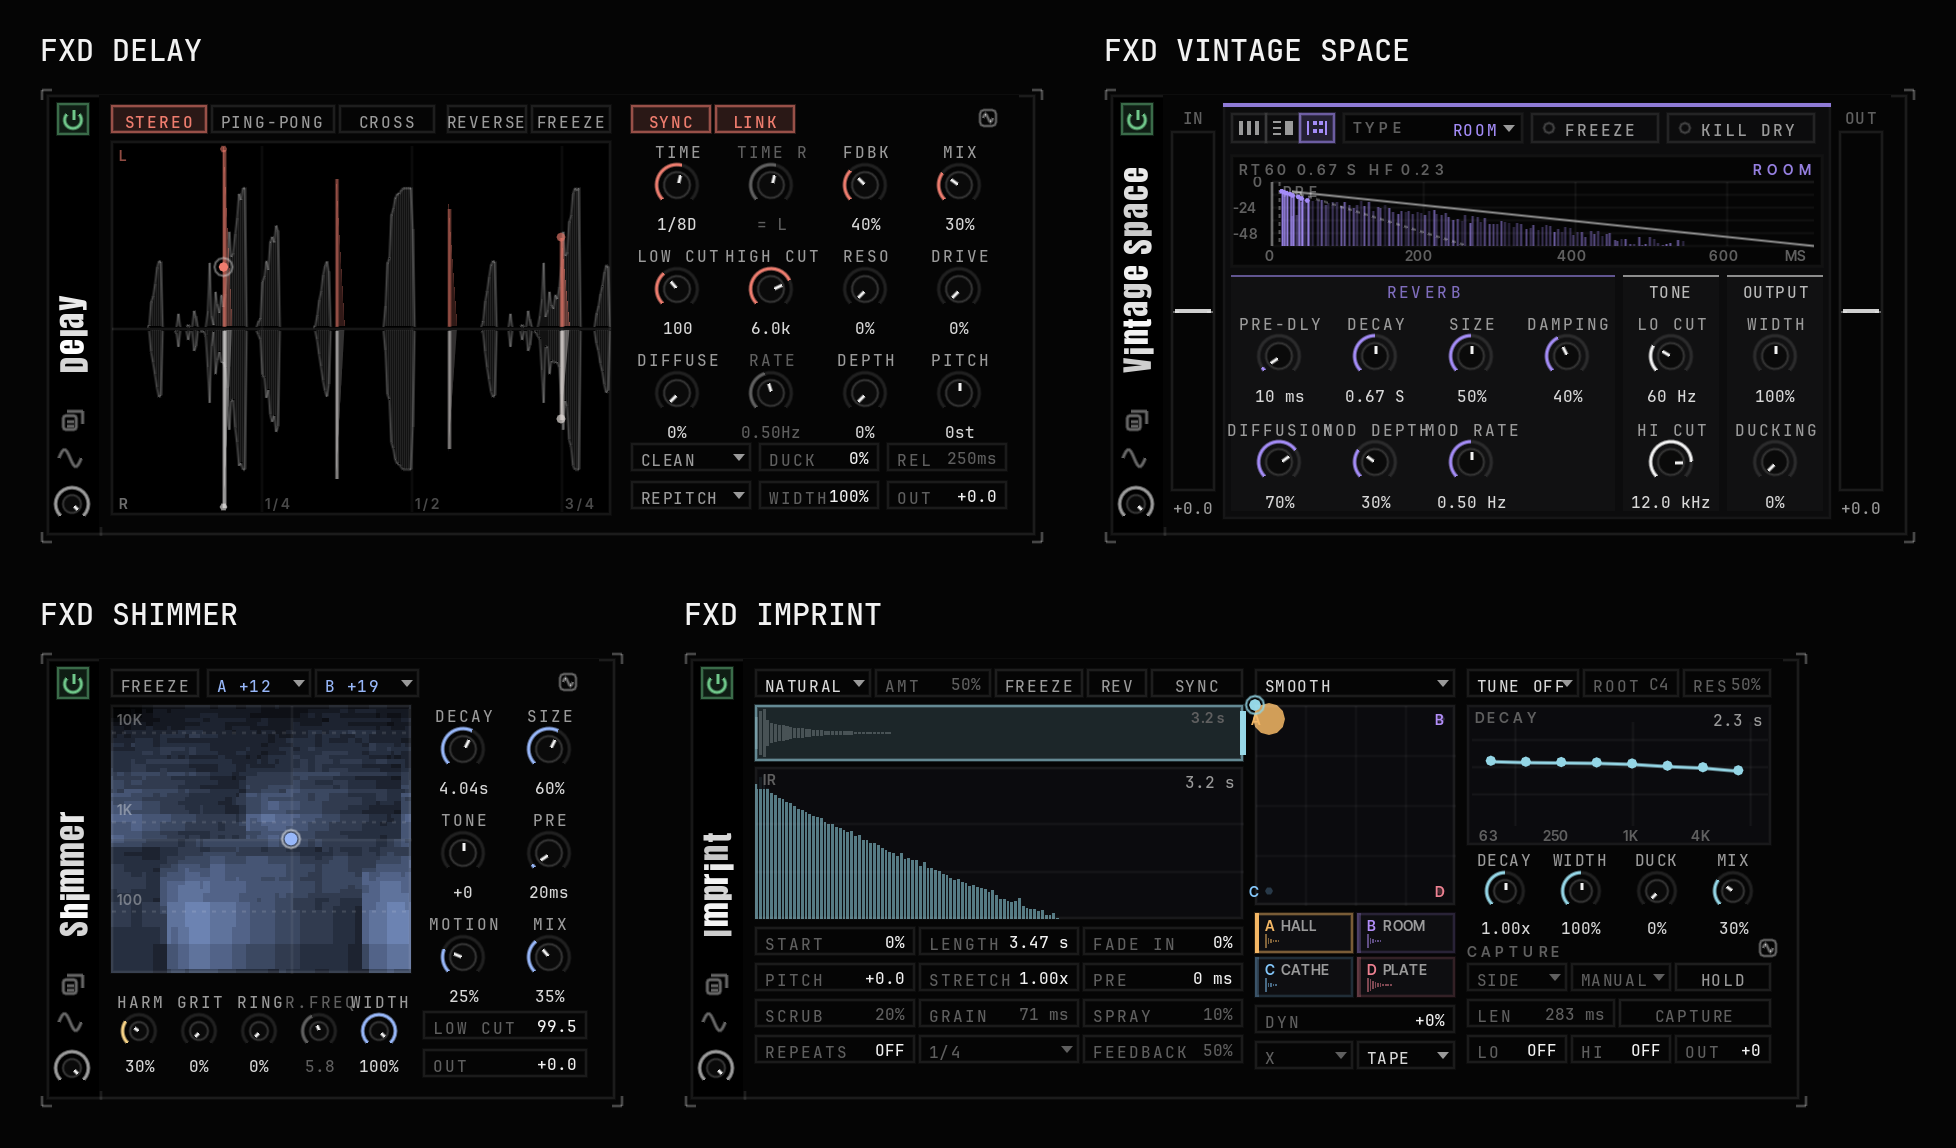 FXD DELAY
STEREO PING-PONG CROSS REVERSE FREEZE SYNC LINK
Delay
L
R
1/4 1/2 3/4
TIME TIME R FDBK MIX
1/8D = L 40% 30%
LOW CUT HIGH CUT RESO DRIVE
100 6.0k 0% 0%
DIFFUSE RATE DEPTH PITCH
0% 0.50Hz 0% 0st
CLEAN DUCK 0% REL 250ms
REPITCH WIDTH 100% OUT +0.0
FXD VINTAGE SPACE
Vintage Space
IN
+0.0
TYPE ROOM FREEZE KILL DRY
OUT
+0.0
RT60 0.67 S HF 0.23 ROOM
PRE
0
-24
-48
0 200 400 600 MS
REVERB TONE OUTPUT
PRE-DLY DECAY SIZE DAMPING LO CUT WIDTH
10 ms 0.67 S 50% 40% 60 Hz 100%
DIFFUSION MOD DEPTH MOD RATE HI CUT DUCKING
70% 30% 0.50 Hz 12.0 kHz 0%
FXD SHIMMER
Shimmer
FREEZE A +12 B +19
10K
1K
100
DECAY SIZE
4.04s 60%
TONE PRE
+0 20ms
MOTION MIX
25% 35%
HARM GRIT RING R.FREQ WIDTH
30% 0% 0% 5.8 100%
LOW CUT 99.5
OUT +0.0
FXD IMPRINT
Imprint
NATURAL AMT 50% FREEZE REV SYNC SMOOTH TUNE OFF ROOT C4 RES 50%
3.2s
IR 3.2 s
A B
C D
DECAY 2.3 s
63 250 1K 4K
DECAY WIDTH DUCK MIX
1.00x 100% 0% 30%
A HALL B ROOM
C CATHE D PLATE
START 0% LENGTH 3.47 s FADE IN 0%
PITCH +0.0 STRETCH 1.00x PRE 0 ms
SCRUB 20% GRAIN 71 ms SPRAY 10%
REPEATS OFF 1/4 FEEDBACK 50%
DYN +0%
X TAPE
CAPTURE
SIDE MANUAL HOLD
LEN 283 ms CAPTURE
LO OFF HI OFF OUT +0